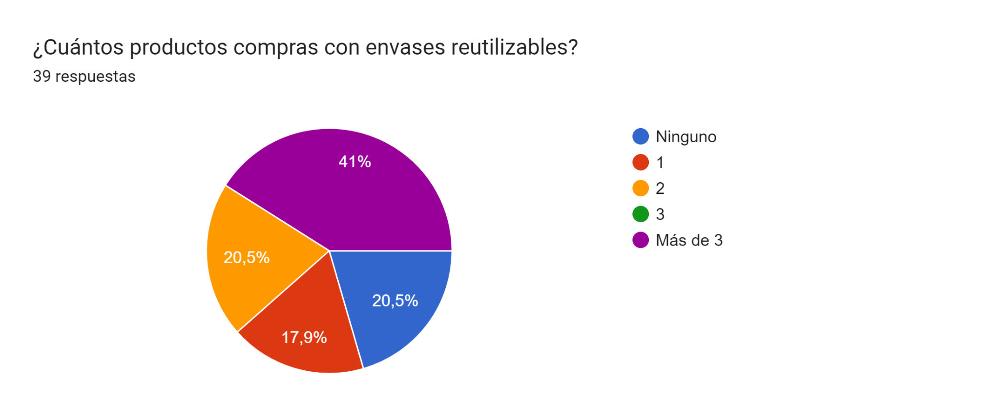 ¿Cuántos productos compras con envases reutilizables?
39 respuestas
41%
20,5%
17,9%
20,5%
Ninguno
1
2
3
Más de 3